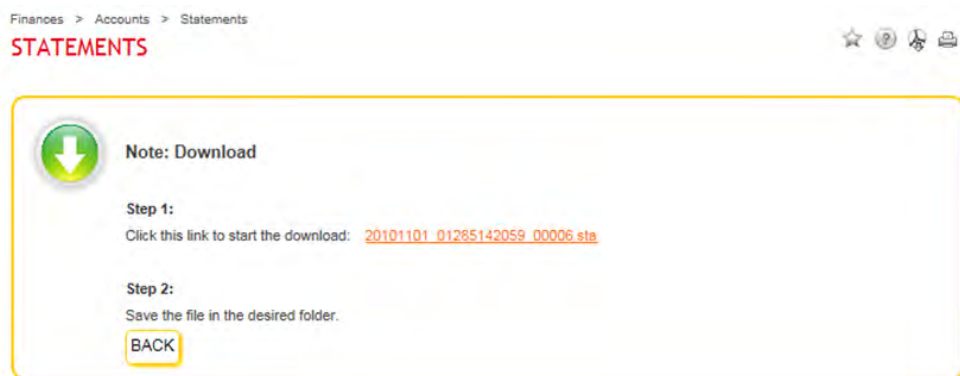 Finances > Accounts > Statements
STATEMENTS
Note: Download
Step 1:
Click this link to start the download: 20101101_01285142059_00006.sta
Step 2:
Save the file in the desired folder.
BACK